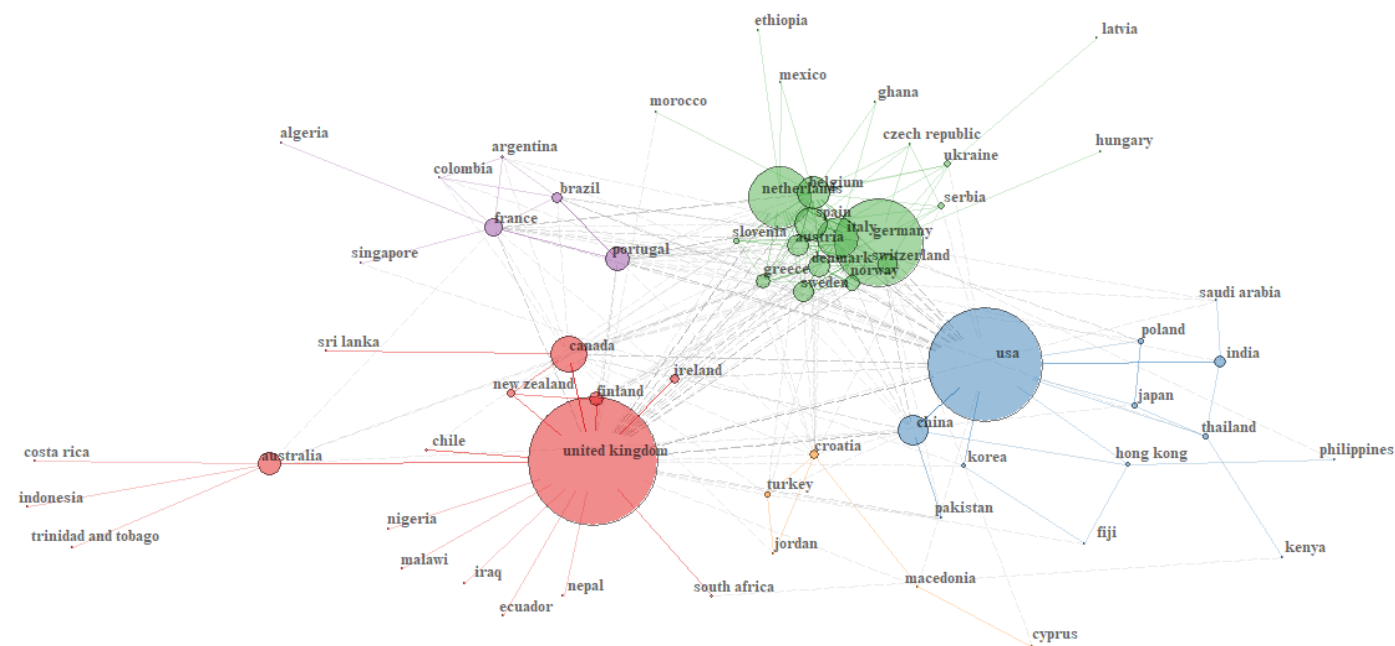 ethiopia
latvia
mexico
ghana
morocco
algeria
czech republic
hungary
argentina
ukraine
colombia
brazil
belgium
netherlands
serbia
france
spain
slovenia
austria
italy
germany
singapore
portugal
denmark
switzerland
greece
norway
sweden
saudi arabia
poland
sri lanka
canada
usa
india
ireland
new zealand
finland
japan
china
thailand
chile
croatia
costa rica
australia
united kingdom
korea
hong kong
philippines
turkey
indonesia
nigeria
pakistan
trinidad and tobago
fiji
jordan
kenya
malawi
iraq
nepal
south africa
macedonia
ecuador
cyprus